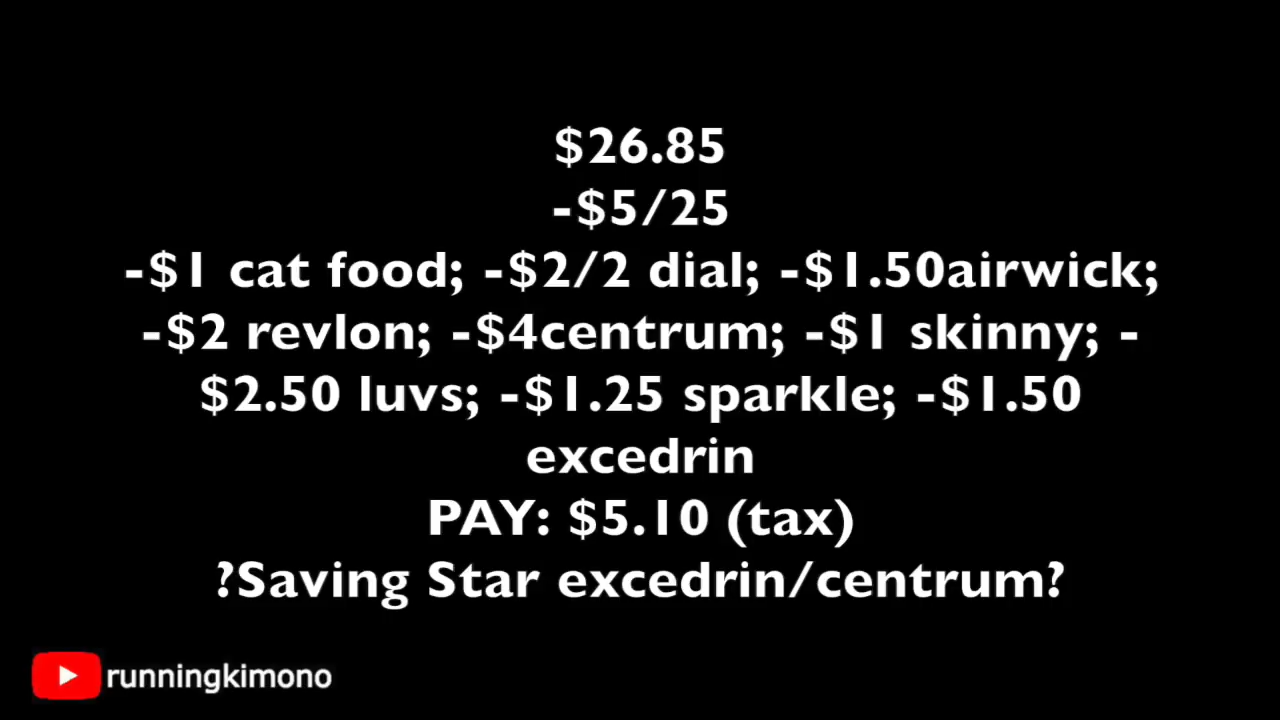 $26.85
-$5/25
-$1 cat food; -$2/2 dial; -$1.50airwick;
-$2 revlon; -$4centrum; -$1 skinny; -
$2.50 luvs; -$1.25 sparkle; -$1.50
excedrin
PAY: $5.10 (tax)
?Saving Star excedrin/centrum?
runningkimono